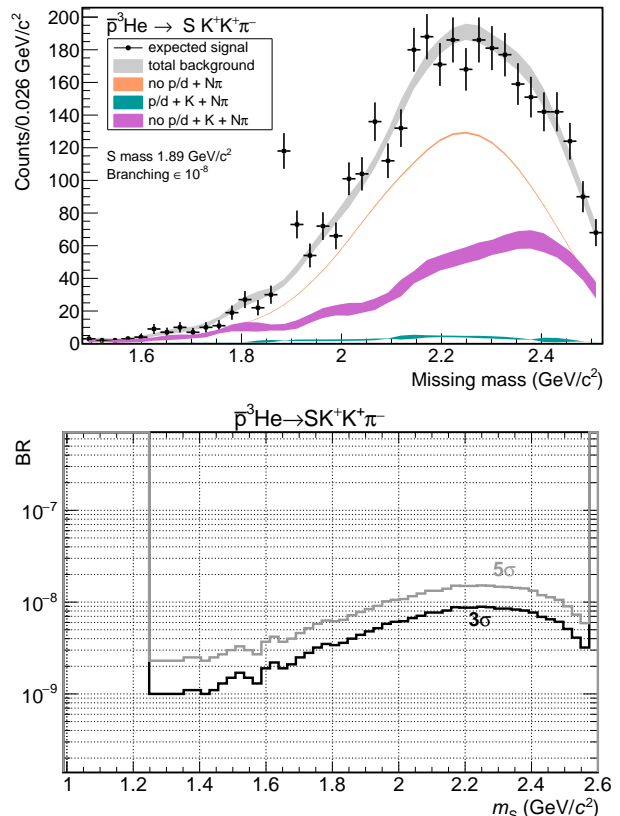 p̅³He → S K⁺K⁺π⁻
expected signal
total background
no p/d + Nπ
p/d + K + Nπ
no p/d + K + Nπ
S mass 1.89 GeV/c²
Branching ∈ 10⁻⁸
Counts/0.026 GeV/c²
200
180
160
140
120
100
80
60
40
20
0
1.6 1.8 2 2.2 2.4
Missing mass (GeV/c²)
p̅³He→SK⁺K⁺π⁻
BR
10⁻⁷
10⁻⁸
10⁻⁹
5σ
3σ
1 1.2 1.4 1.6 1.8 2 2.2 2.4 2.6
m_S (GeV/c²)